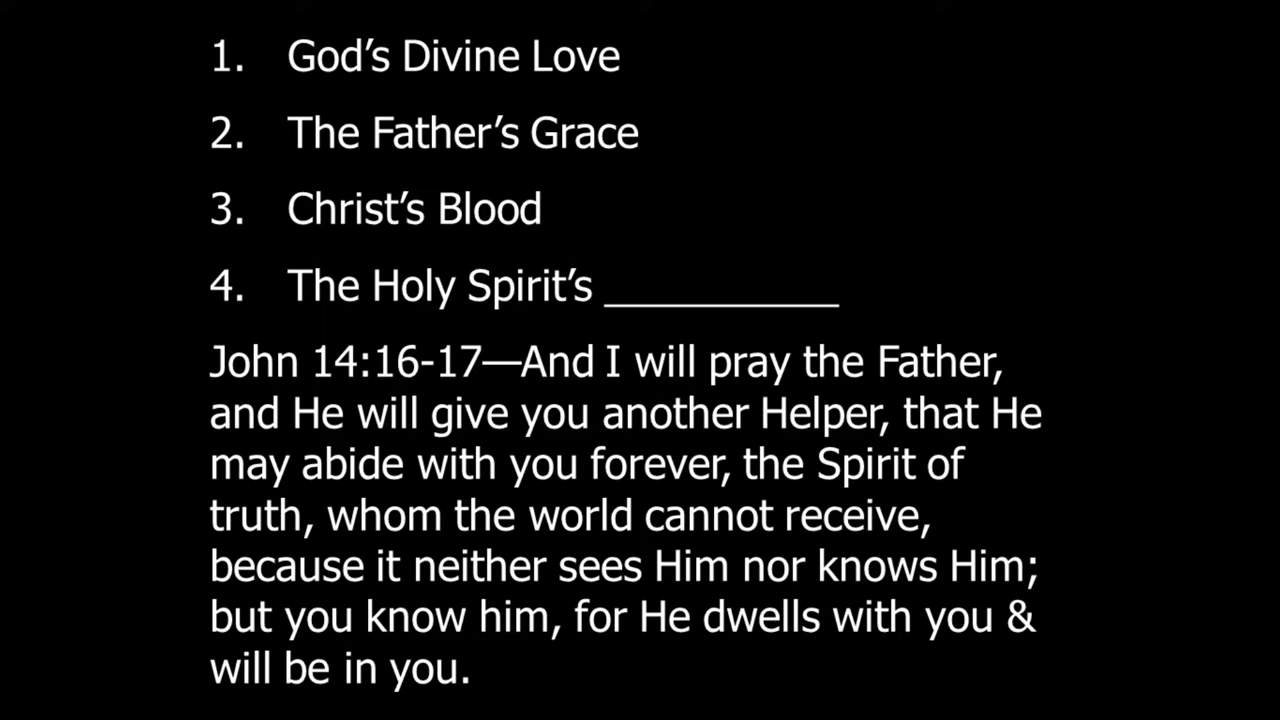 1. God’s Divine Love
2. The Father’s Grace
3. Christ’s Blood
4. The Holy Spirit’s ___________
John 14:16-17—And I will pray the Father,
and He will give you another Helper, that He
may abide with you forever, the Spirit of
truth, whom the world cannot receive,
because it neither sees Him nor knows Him;
but you know him, for He dwells with you &
will be in you.